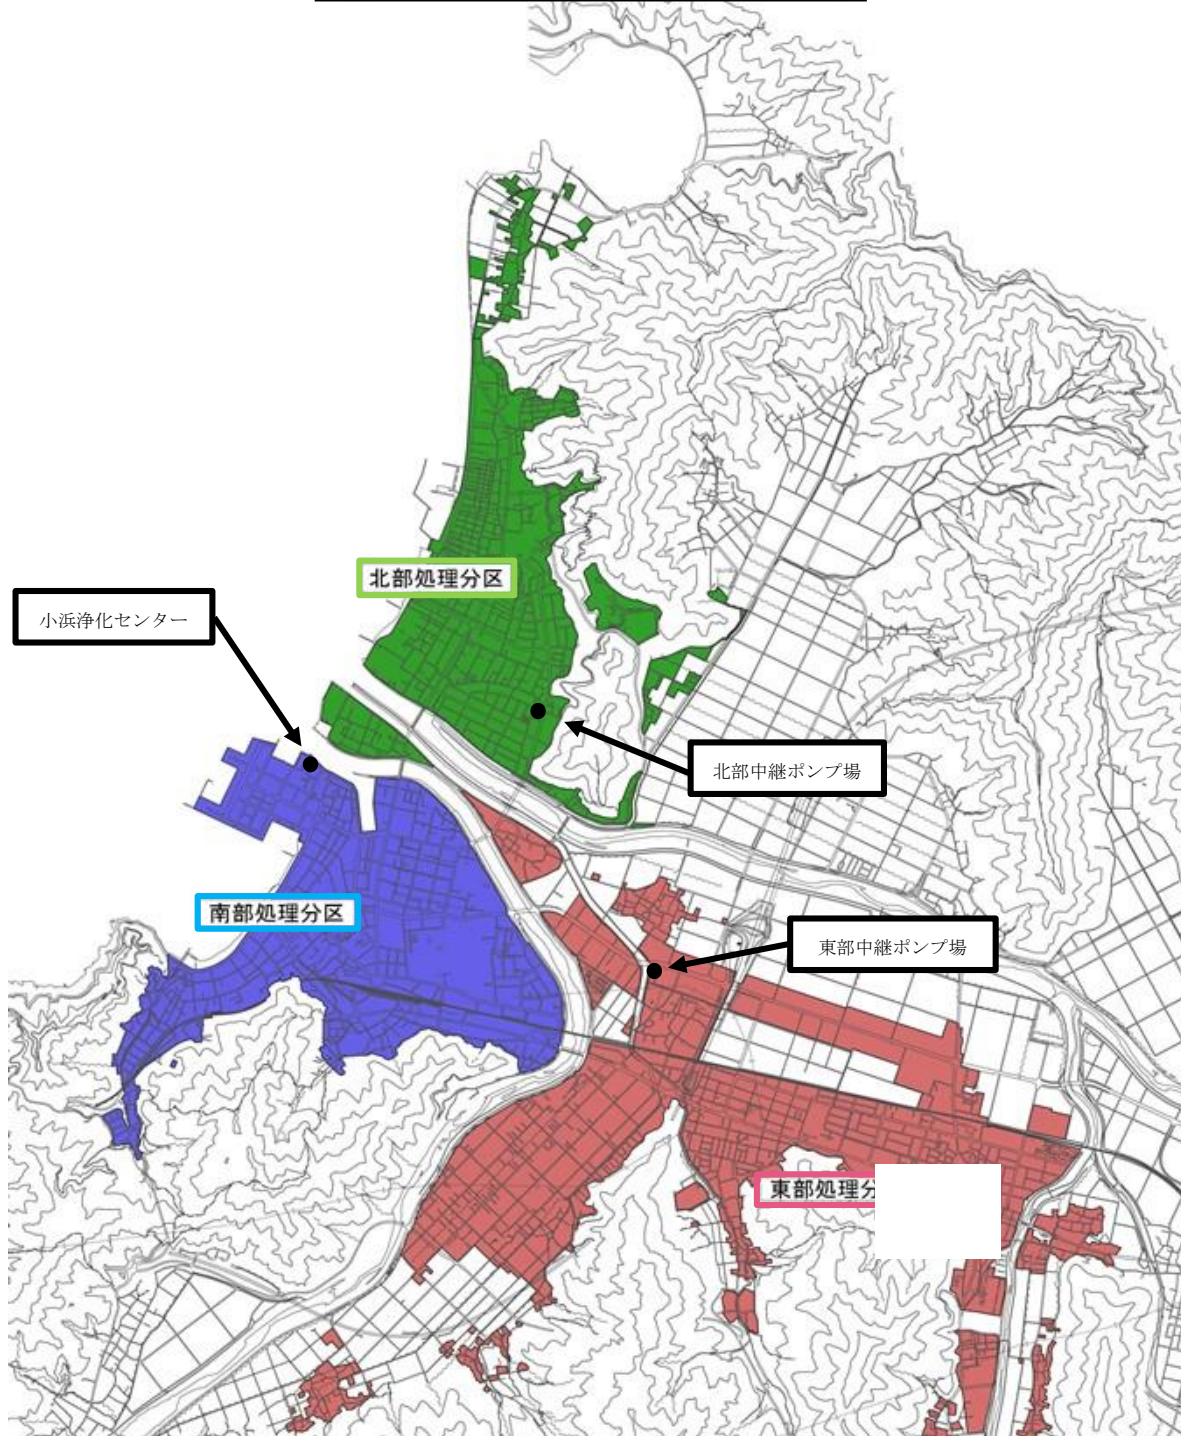 北部処理分区
小浜浄化センター
北部中継ポンプ場
南部処理分区
東部中継ポンプ場
東部処理分